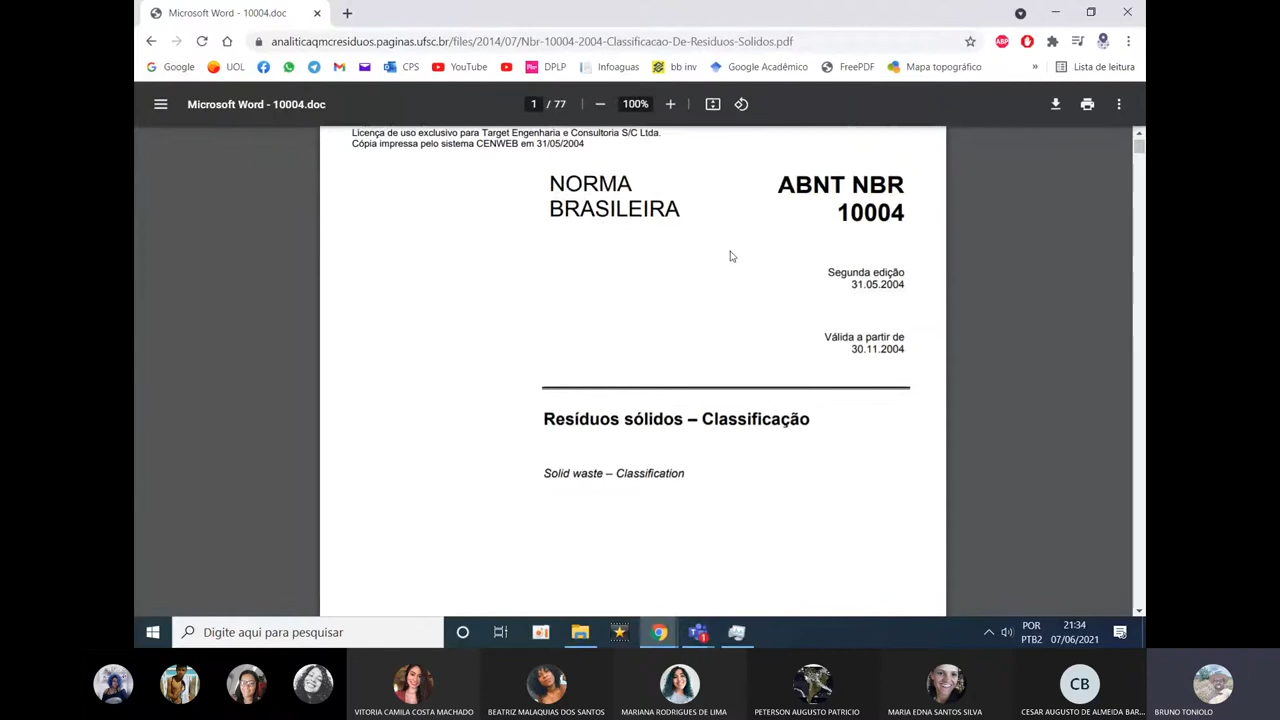 Microsoft Word - 10004.doc
analiticaqmcresiduos.paginas.ufsc.br/files/2014/07/Nbr-10004-2004-Classificacao-De-Residuos-Solidos.pdf
ABP
Google UOL CPS YouTube DPLP Infoaguas bb inv Google Acadêmico FreePDF Mapa topográfico » Lista de leitura
Microsoft Word - 10004.doc 1 / 77 100%
Licença de uso exclusivo para Target Engenharia e Consultoria S/C Ltda.
Cópia impressa pelo sistema CENWEB em 31/05/2004
NORMA
BRASILEIRA
ABNT NBR
10004
Segunda edição
31.05.2004
Válida a partir de
30.11.2004
Resíduos sólidos – Classificação
Solid waste – Classification
Digite aqui para pesquisar
POR
PTB2
21:34
07/06/2021
CB
VITORIA CAMILA COSTA MACHADO BEATRIZ MALAQUIAS DOS SANTOS MARIANA RODRIGUES DE LIMA PETERSON AUGUSTO PATRICIO MARIA EDNA SANTOS SILVA CESAR AUGUSTO DE ALMEIDA BAR... BRUNO TONIOLO